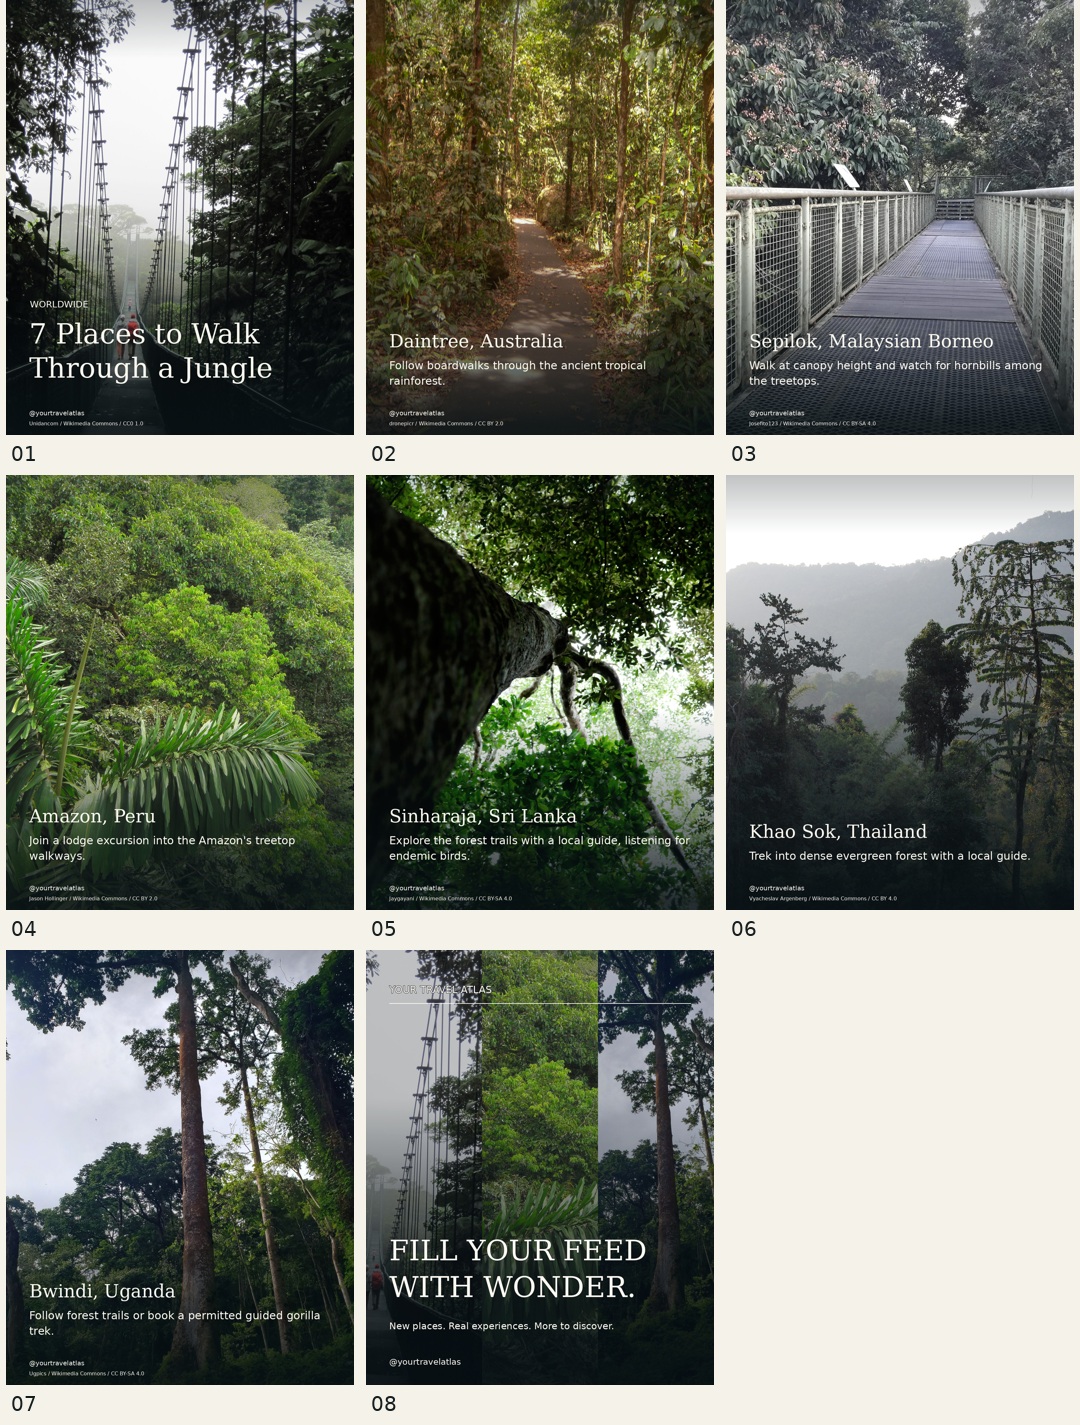 WORLDWIDE
7 Places to Walk
Through a Jungle
@yourtravelatlas
Unidancom / Wikimedia Commons / CC0 1.0
01
Daintree, Australia
Follow boardwalks through the ancient tropical
rainforest.
@yourtravelatlas
dronepicr / Wikimedia Commons / CC BY 2.0
02
Sepilok, Malaysian Borneo
Walk at canopy height and watch for hornbills among
the treetops.
@yourtravelatlas
Josefito123 / Wikimedia Commons / CC BY-SA 4.0
03
Amazon, Peru
Join a lodge excursion into the Amazon's treetop
walkways.
@yourtravelatlas
Jason Hollinger / Wikimedia Commons / CC BY 2.0
04
Sinharaja, Sri Lanka
Explore the forest trails with a local guide, listening for
endemic birds.
@yourtravelatlas
Jaygayani / Wikimedia Commons / CC BY-SA 4.0
05
Khao Sok, Thailand
Trek into dense evergreen forest with a local guide.
@yourtravelatlas
Vyacheslav Argenberg / Wikimedia Commons / CC BY 4.0
06
Bwindi, Uganda
Follow forest trails or book a permitted guided gorilla
trek.
@yourtravelatlas
Ugpics / Wikimedia Commons / CC BY-SA 4.0
07
YOUR TRAVEL ATLAS
FILL YOUR FEED
WITH WONDER.
New places. Real experiences. More to discover.
@yourtravelatlas
08